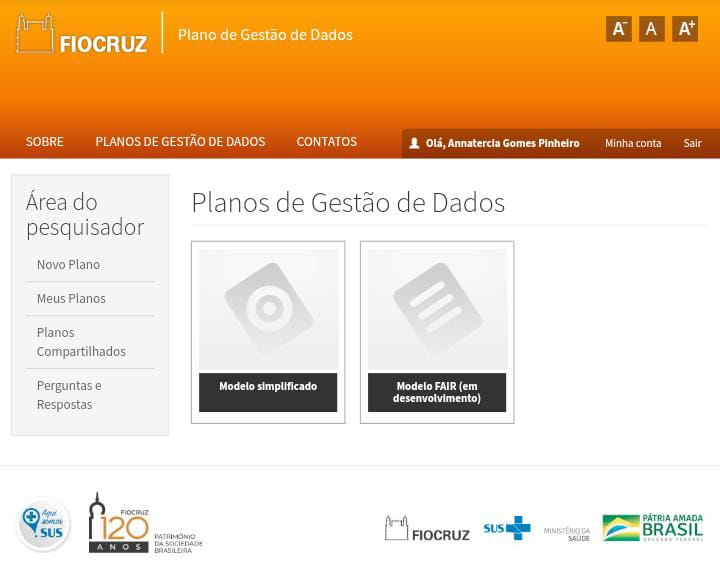 FIOCRUZ
Plano de Gestão de Dados
A-
A
A+
SOBRE
PLANOS DE GESTÃO DE DADOS
CONTATOS
Olá, Annatercia Gomes Pinheiro
Minha conta
Sair
Área do
pesquisador
Novo Plano
Meus Planos
Planos
Compartilhados
Perguntas e
Respostas
Planos de Gestão de Dados
Modelo simplificado
Modelo FAIR (em
desenvolvimento)
Aqui
somos
SUS
FIOCRUZ
120
ANOS
PATRIMÔNIO
DA SOCIEDADE
BRASILEIRA
FIOCRUZ
SUS
MINISTÉRIO DA
SAÚDE
PÁTRIA AMADA
BRASIL
GOVERNO FEDERAL